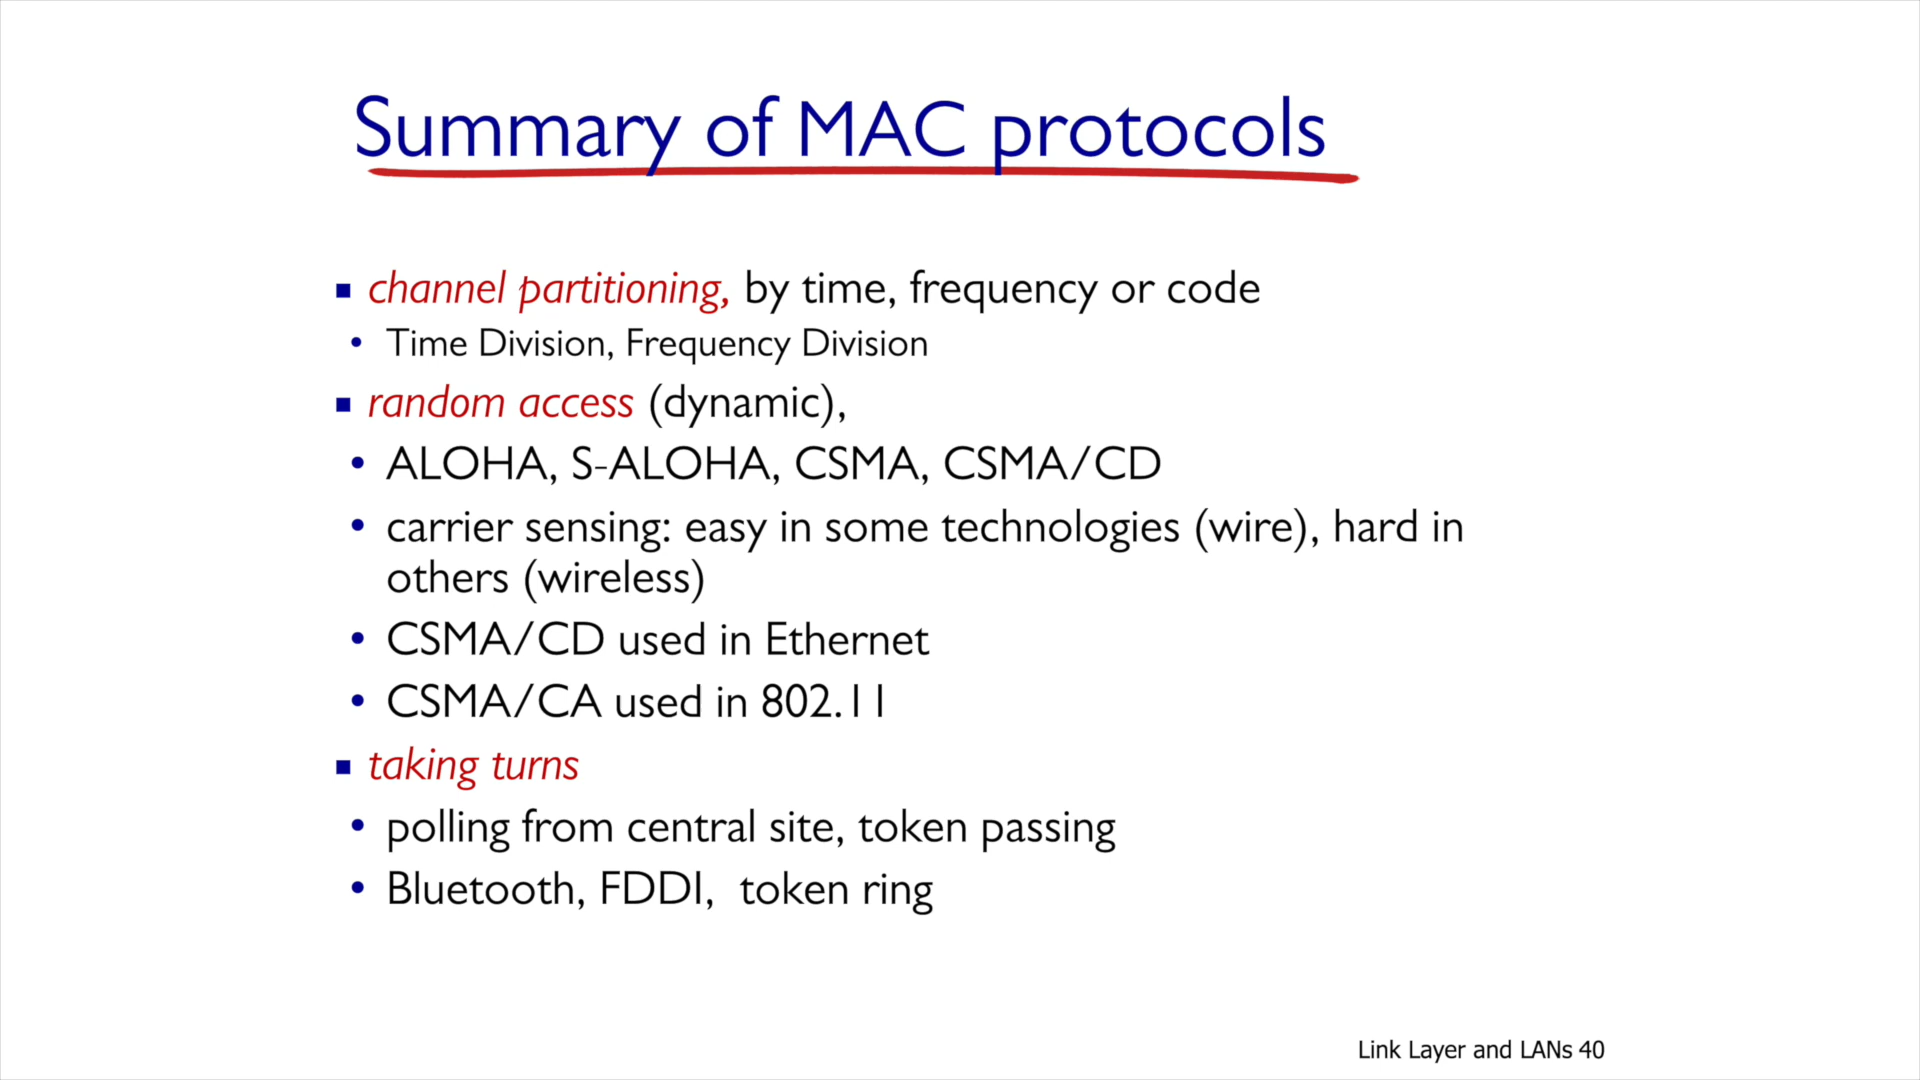 Summary of MAC protocols
channel partitioning, by time, frequency or code
Time Division, Frequency Division
random access (dynamic),
ALOHA, S-ALOHA, CSMA, CSMA/CD
carrier sensing: easy in some technologies (wire), hard in
others (wireless)
CSMA/CD used in Ethernet
CSMA/CA used in 802.11
taking turns
polling from central site, token passing
Bluetooth, FDDI, token ring
Link Layer and LANs 40